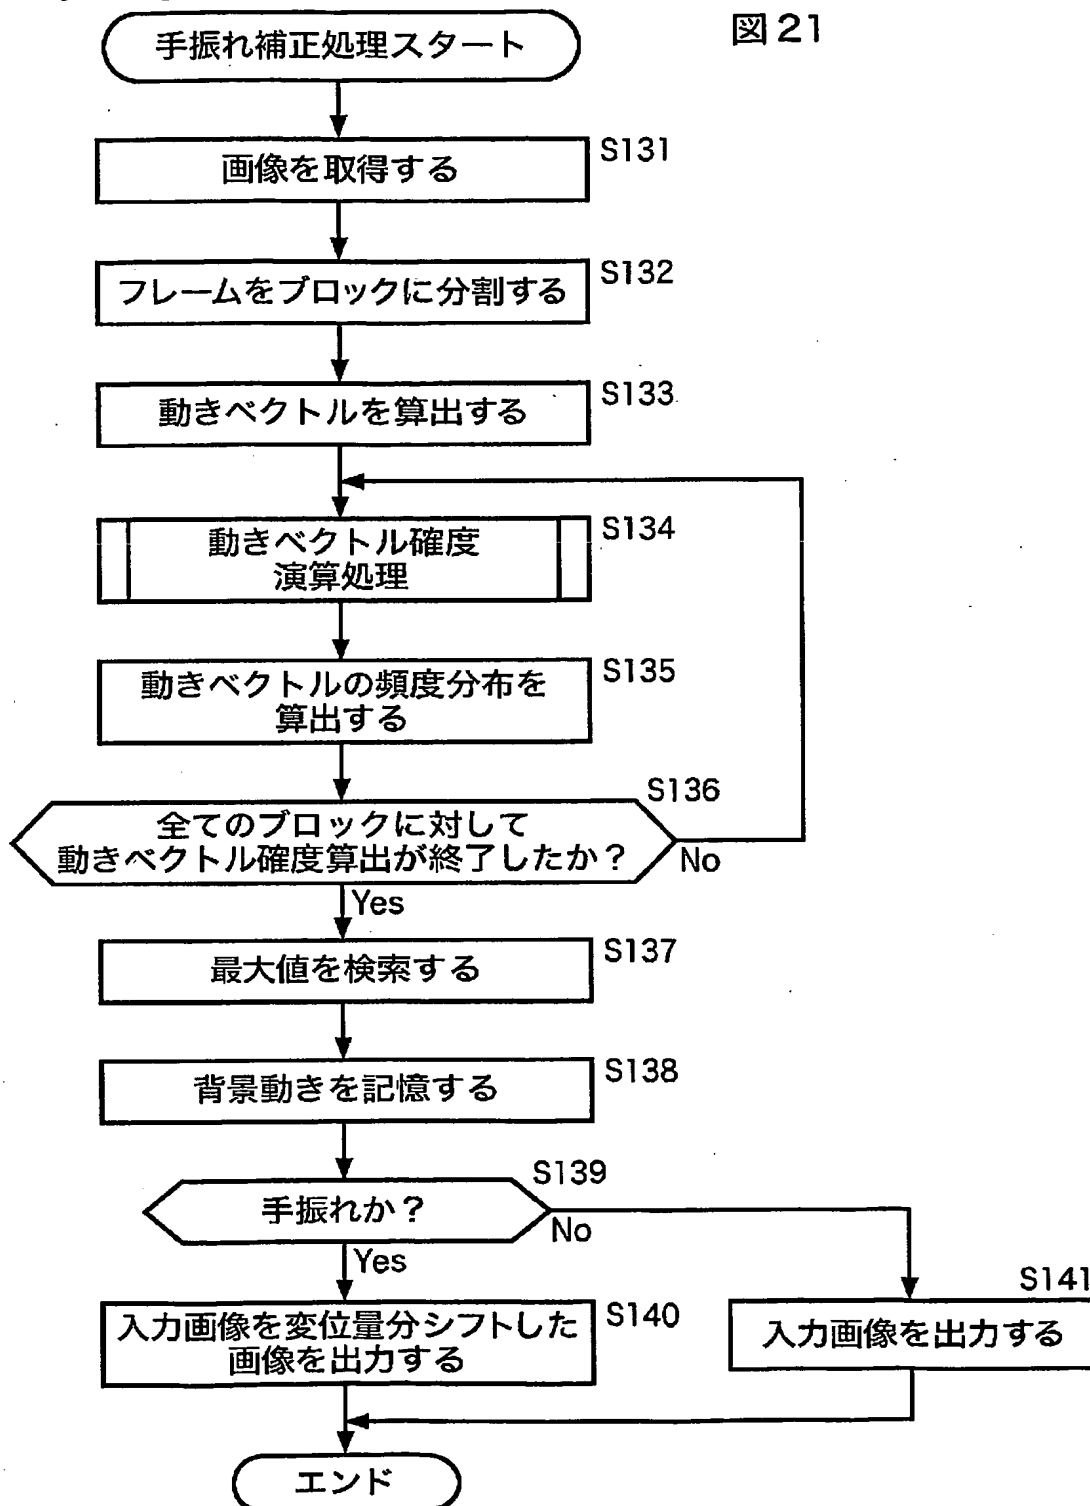 図21
手振れ補正処理スタート
S131
画像を取得する
S132
フレームをブロックに分割する
S133
動きベクトルを算出する
S134
動きベクトル確度
演算処理
S135
動きベクトルの頻度分布を
算出する
S136
全てのブロックに対して
動きベクトル確度算出が終了したか？
No
Yes
S137
最大値を検索する
S138
背景動きを記憶する
S139
手振れか？
No
Yes
S140
入力画像を変位量分シフトした
画像を出力する
S141
入力画像を出力する
エンド